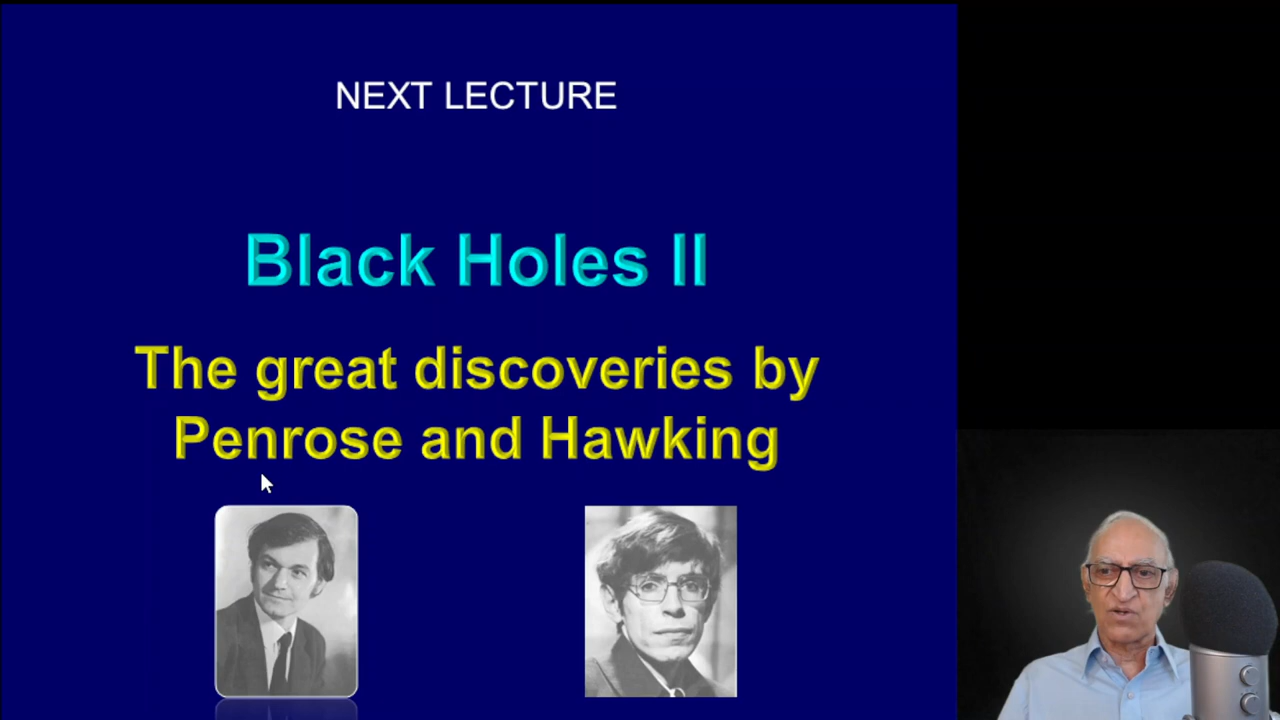 NEXT LECTURE
Black Holes II
The great discoveries by
Penrose and Hawking